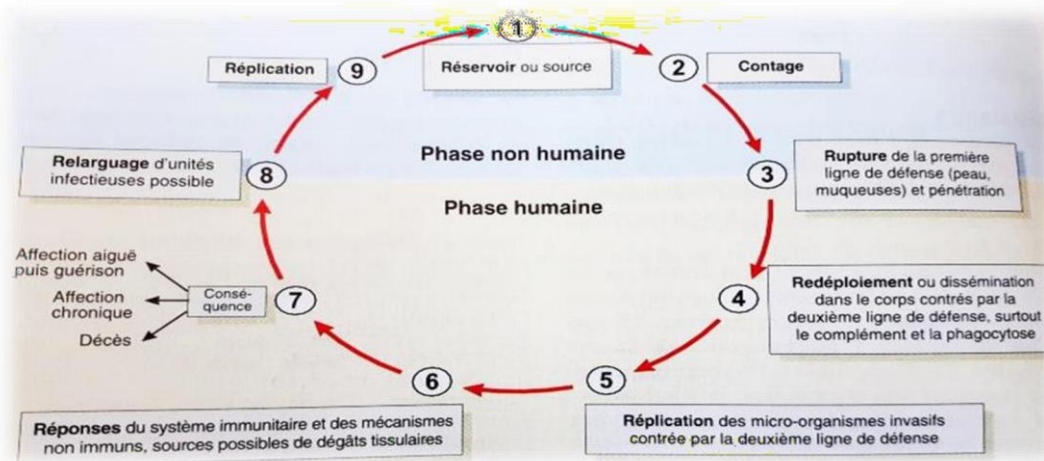 1
Réservoir ou source
2
Contage
3
Rupture de la première
ligne de défense (peau,
muqueuses) et pénétration
4
Redéploiement ou dissémination
dans le corps contrés par la
deuxième ligne de défense, surtout
le complément et la phagocytose
5
Réplication des micro-organismes invasifs
contrée par la deuxième ligne de défense
6
Réponses du système immunitaire et des mécanismes
non immuns, sources possibles de dégâts tissulaires
7
Consé-
quence
Affection aiguë
puis guérison
Affection
chronique
Décès
8
Relarguage d'unités
infectieuses possible
9
Réplication
Phase non humaine
Phase humaine